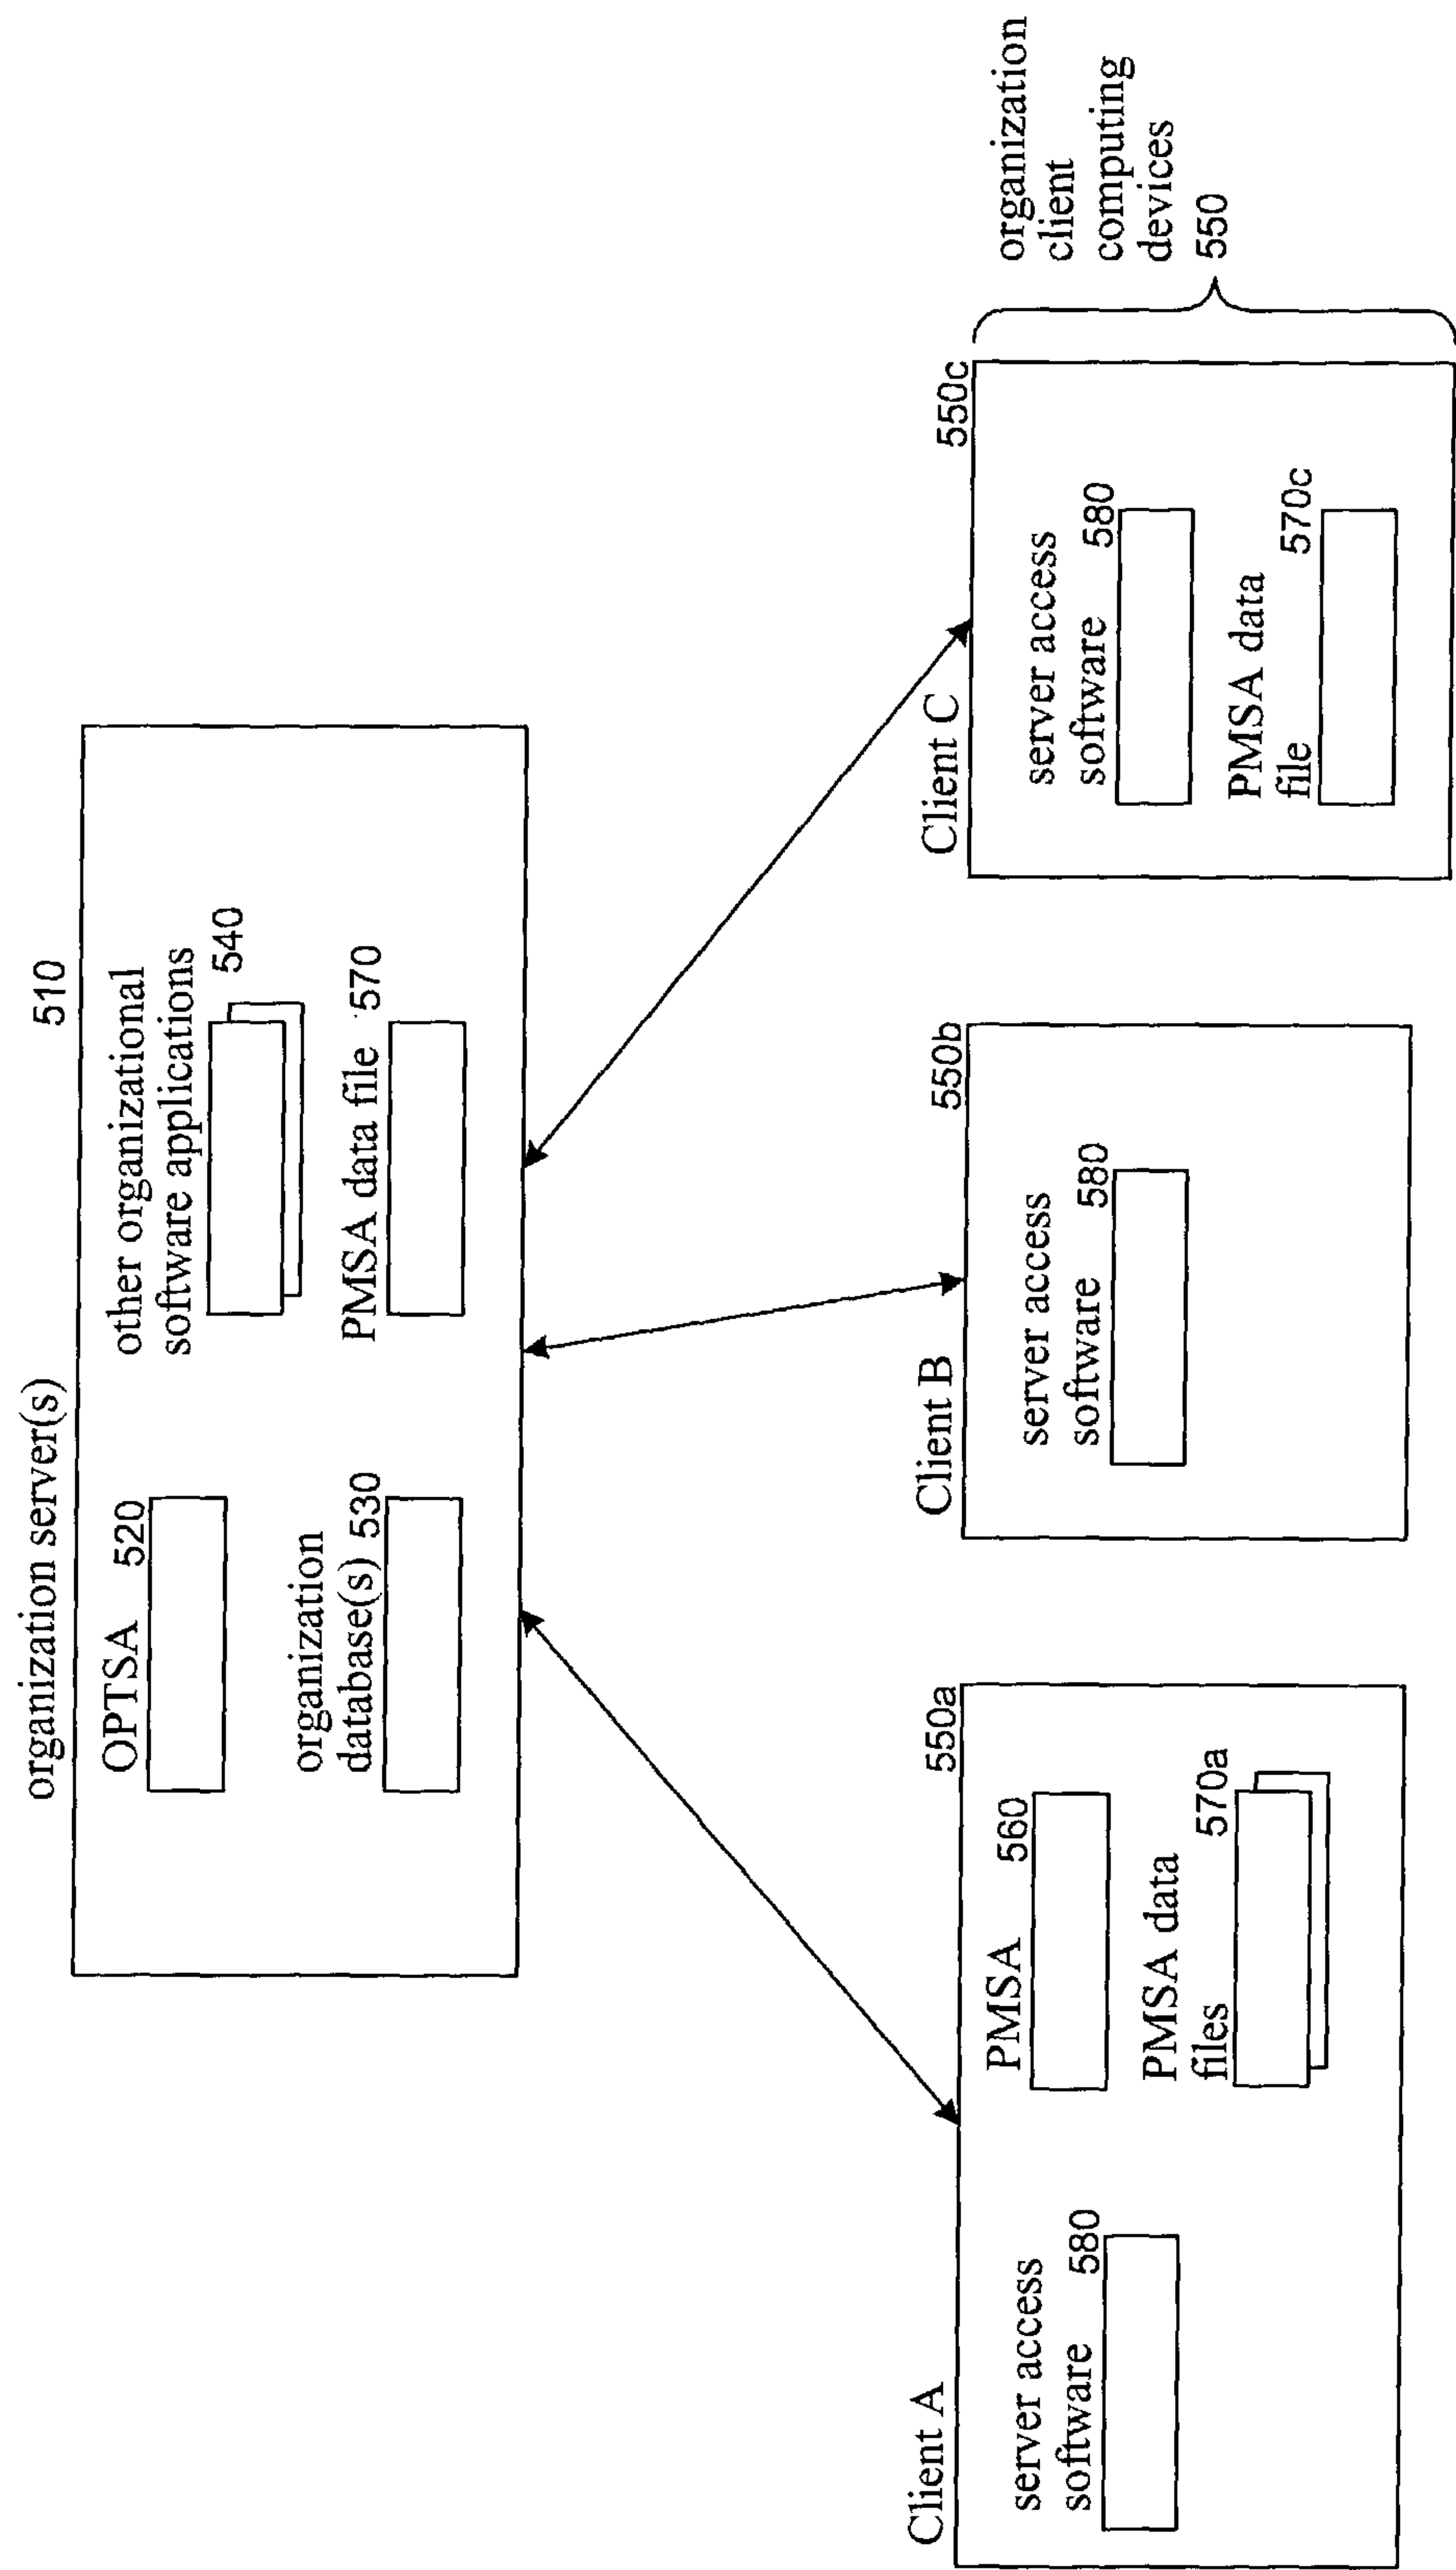 organization server(s)
510
OPTSA
520
other organizational
software applications
540
organization
database(s) 530
PMSA data file 570
Client A
550a
server access
software 580
PMSA
560
PMSA data
files
570a
Client B
550b
server access
software 580
Client C
550c
server access
software 580
PMSA data
file
570c
organization
client
computing
devices
550